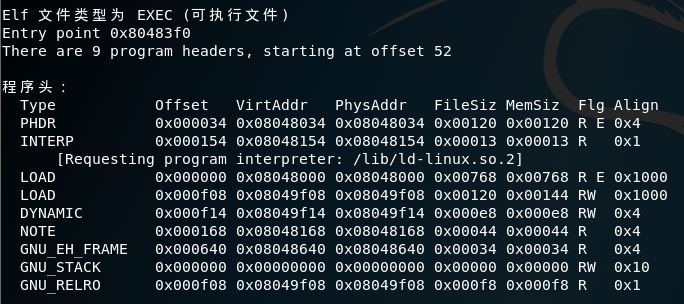 Elf 文件类型为 EXEC (可执行文件)
Entry point 0x80483f0
There are 9 program headers, starting at offset 52
程序头：
Type Offset VirtAddr PhysAddr FileSiz MemSiz Flg Align
PHDR 0x000034 0x08048034 0x08048034 0x00120 0x00120 R E 0x4
INTERP 0x000154 0x08048154 0x08048154 0x00013 0x00013 R 0x1
[Requesting program interpreter: /lib/ld-linux.so.2]
LOAD 0x000000 0x08048000 0x08048000 0x00768 0x00768 R E 0x1000
LOAD 0x000f08 0x08049f08 0x08049f08 0x00120 0x00144 RW 0x1000
DYNAMIC 0x000f14 0x08049f14 0x08049f14 0x000e8 0x000e8 RW 0x4
NOTE 0x000168 0x08048168 0x08048168 0x00044 0x00044 R 0x4
GNU_EH_FRAME 0x000640 0x08048640 0x08048640 0x00034 0x00034 R 0x4
GNU_STACK 0x000000 0x00000000 0x00000000 0x00000 0x00000 RW 0x10
GNU_RELRO 0x000f08 0x08049f08 0x08049f08 0x000f8 0x000f8 R 0x1